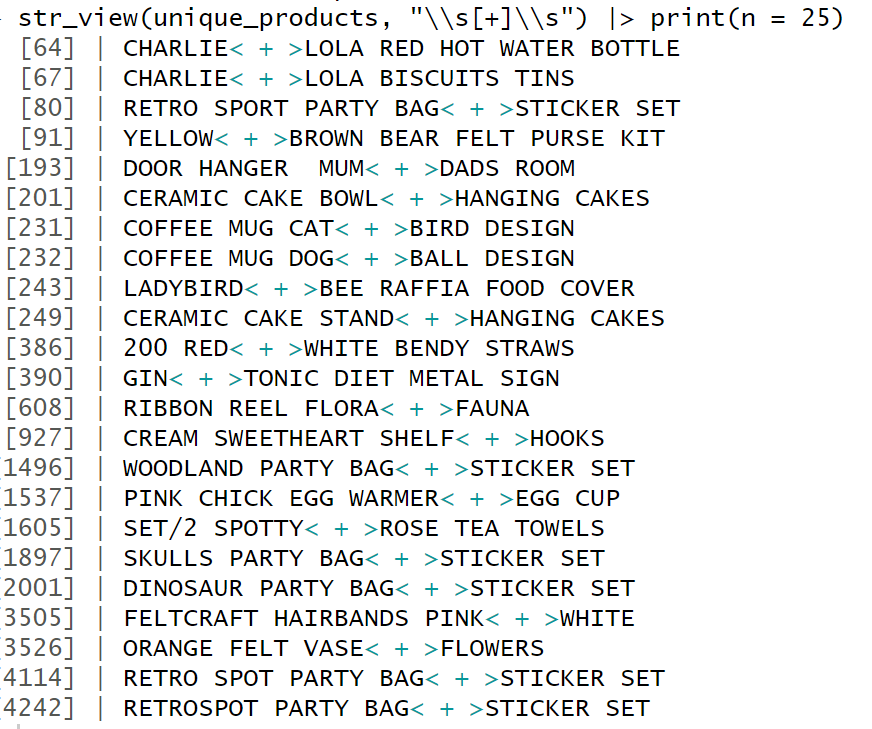 str_view(unique_products, "\\s[+]\\s") |> print(n = 25)
[64] | CHARLIE< + >LOLA RED HOT WATER BOTTLE
[67] | CHARLIE< + >LOLA BISCUITS TINS
[80] | RETRO SPORT PARTY BAG< + >STICKER SET
[91] | YELLOW< + >BROWN BEAR FELT PURSE KIT
[193] | DOOR HANGER  MUM< + >DADS ROOM
[201] | CERAMIC CAKE BOWL< + >HANGING CAKES
[231] | COFFEE MUG CAT< + >BIRD DESIGN
[232] | COFFEE MUG DOG< + >BALL DESIGN
[243] | LADYBIRD< + >BEE RAFFIA FOOD COVER
[249] | CERAMIC CAKE STAND< + >HANGING CAKES
[386] | 200 RED< + >WHITE BENDY STRAWS
[390] | GIN< + >TONIC DIET METAL SIGN
[608] | RIBBON REEL FLORA< + >FAUNA
[927] | CREAM SWEETHEART SHELF< + >HOOKS
1496] | WOODLAND PARTY BAG< + >STICKER SET
1537] | PINK CHICK EGG WARMER< + >EGG CUP
1605] | SET/2 SPOTTY< + >ROSE TEA TOWELS
1897] | SKULLS PARTY BAG< + >STICKER SET
2001] | DINOSAUR PARTY BAG< + >STICKER SET
3505] | FELTCRAFT HAIRBANDS PINK< + >WHITE
3526] | ORANGE FELT VASE< + >FLOWERS
4114] | RETRO SPOT PARTY BAG< + >STICKER SET
4242] | RETROSPOT PARTY BAG< + >STICKER SET